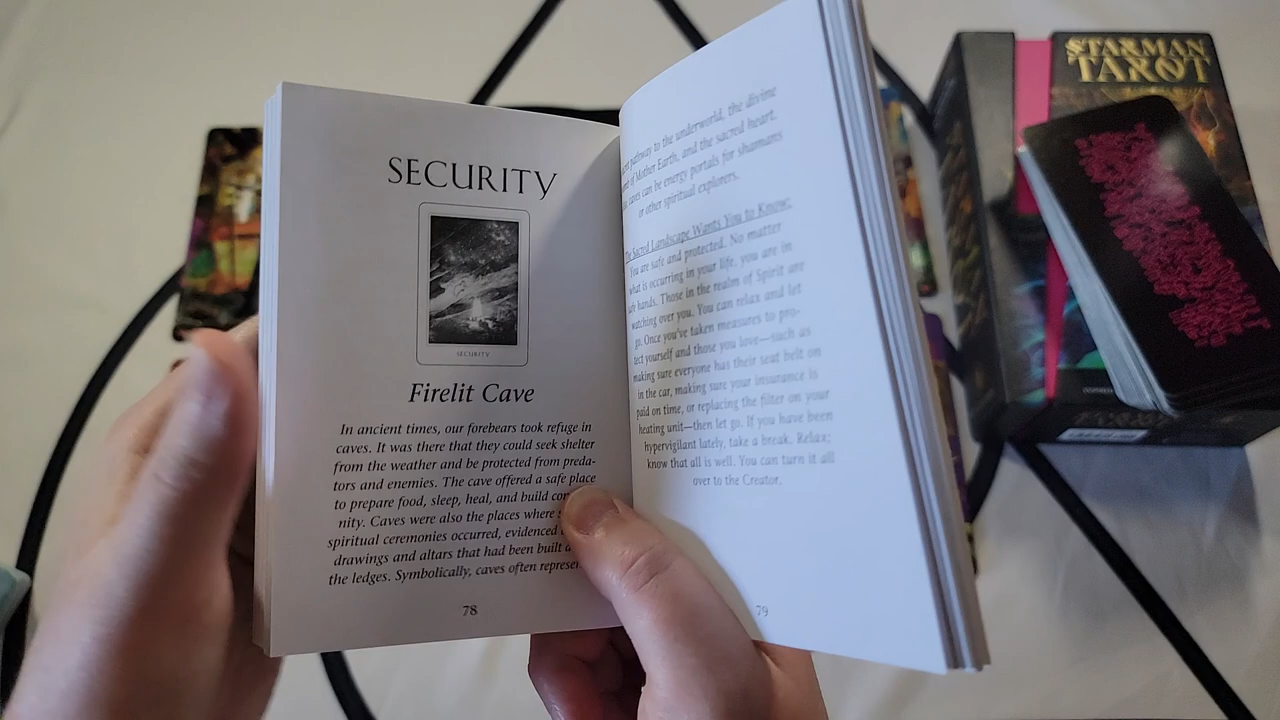 SECURITY
SECURITY
Firelit Cave
In ancient times, our forebears took refuge in
caves. It was there that they could seek shelter
from the weather and be protected from preda-
tors and enemies. The cave offered a safe place
to prepare food, sleep, heal, and build
nity. Caves were also the places where
spiritual ceremonies occurred, evidenced
drawings and altars that had been built
the ledges. Symbolically, caves often
78
pathway to the underworld, the divine
of Mother Earth, and the sacred heart.
caves can be energy portals for shamans
or other spiritual explorers.
The Sacred Landscape Wants You to Know:
You are safe and protected. No matter
what is occurring in your life, you are in
safe hands. Those in the realm of Spirit are
watching over you. You can relax and let
go. Once you've taken measures to pro-
tect yourself and those you love—such as
making sure everyone has their seat belt on
in the car, making sure your insurance is
paid on time, or replacing the filter on your
heating unit—then let go. If you have been
hypervigilant lately, take a break. Relax;
know that all is well. You can turn it all
over to the Creator.
79
STARMAN
TAROT